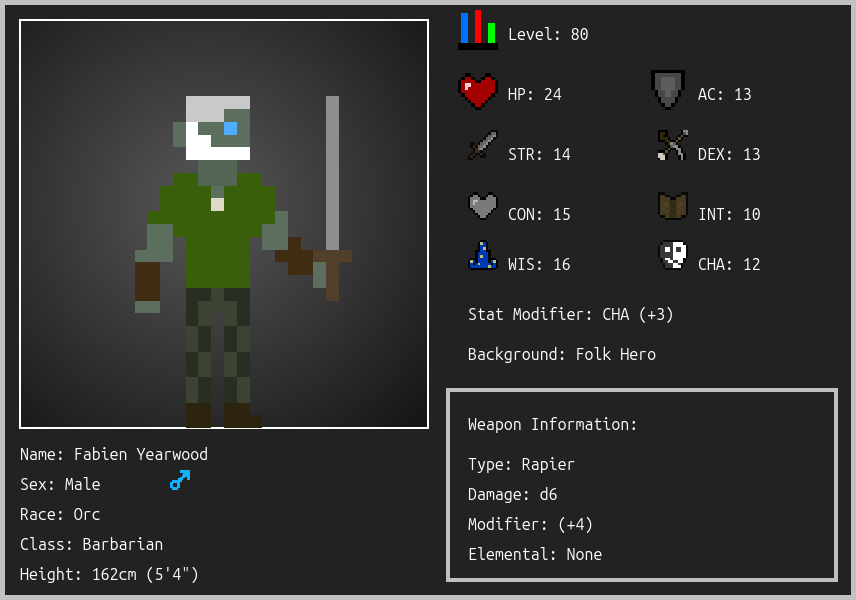 Level: 80
HP: 24
AC: 13
STR: 14
DEX: 13
CON: 15
INT: 10
WIS: 16
CHA: 12
Stat Modifier: CHA (+3)
Background: Folk Hero
Weapon Information:
Type: Rapier
Damage: d6
Modifier: (+4)
Elemental: None
Name: Fabien Yearwood
Sex: Male
Race: Orc
Class: Barbarian
Height: 162cm (5'4")